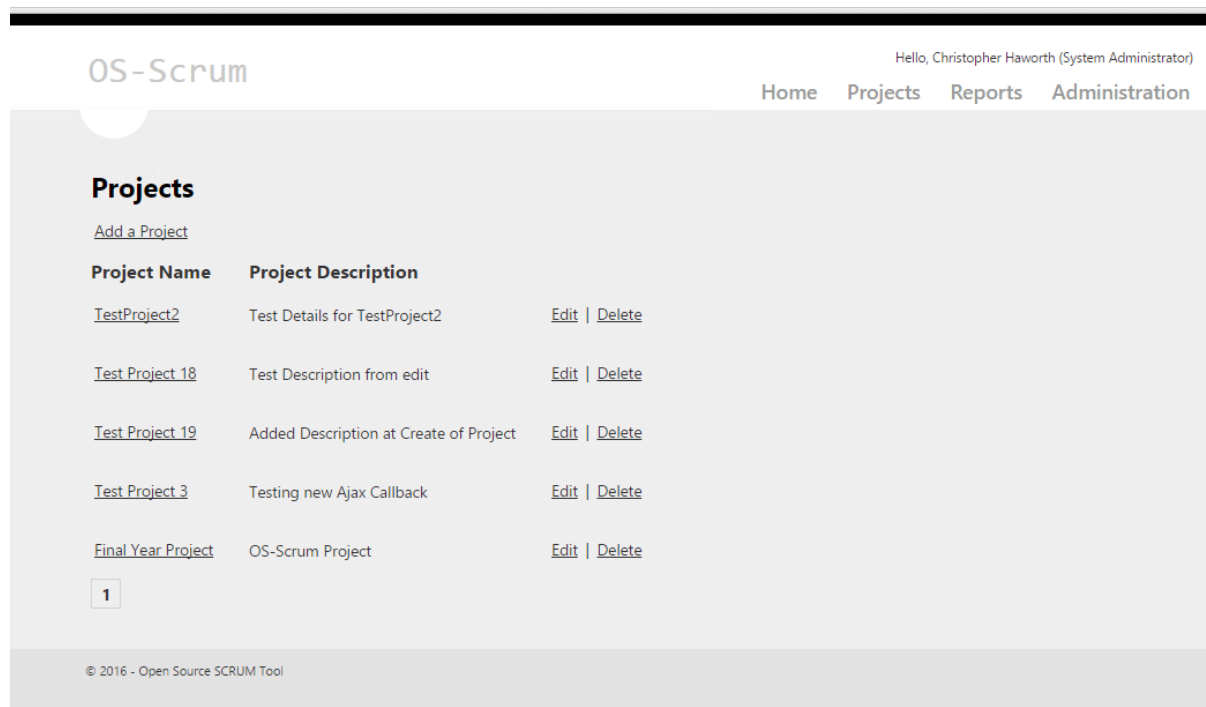 Hello, Christopher Haworth (System Administrator)
OS-Scrum
Home Projects Reports Administration
Projects
Add a Project
Project Name Project Description
TestProject2 Test Details for TestProject2 Edit | Delete
Test Project 18 Test Description from edit Edit | Delete
Test Project 19 Added Description at Create of Project Edit | Delete
Test Project 3 Testing new Ajax Callback Edit | Delete
Final Year Project OS-Scrum Project Edit | Delete
1
© 2016 - Open Source SCRUM Tool